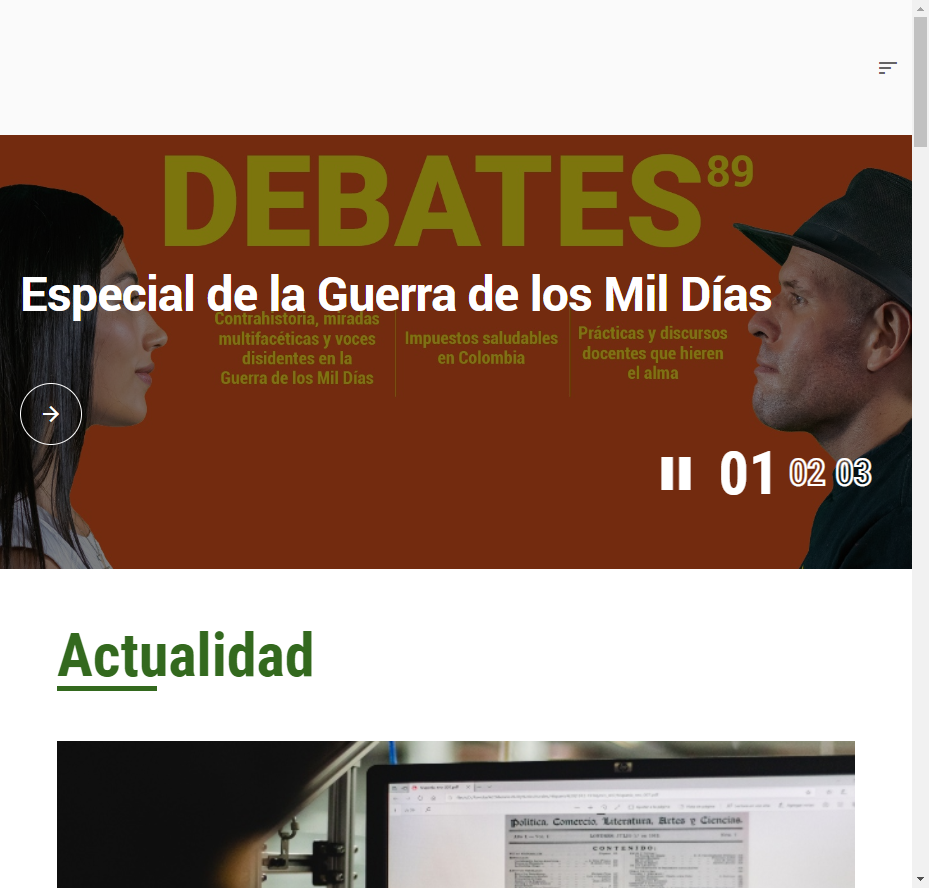 DEBATES89
Especial de la Guerra de los Mil Días
Contrahistoria, miradas
multifacéticas y voces
disidentes en la
Guerra de los Mil Días
Impuestos saludables
en Colombia
Prácticas y discursos
docentes que hieren
el alma
01 02 03
Actualidad
Política, Comercio, Literatura, Artes y Ciencias.
CONTENIDO: